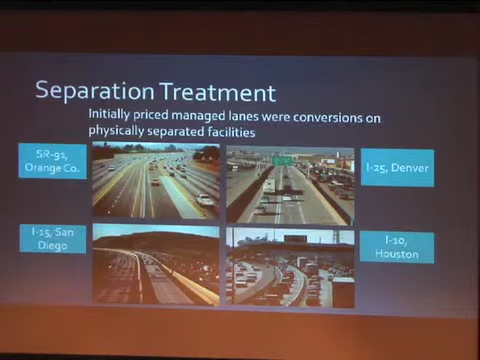 Separation Treatment
Initially priced managed lanes were conversions on
physically separated facilities
SR-91,
Orange Co.
I-25, Denver
I-15, San
Diego
I-10,
Houston